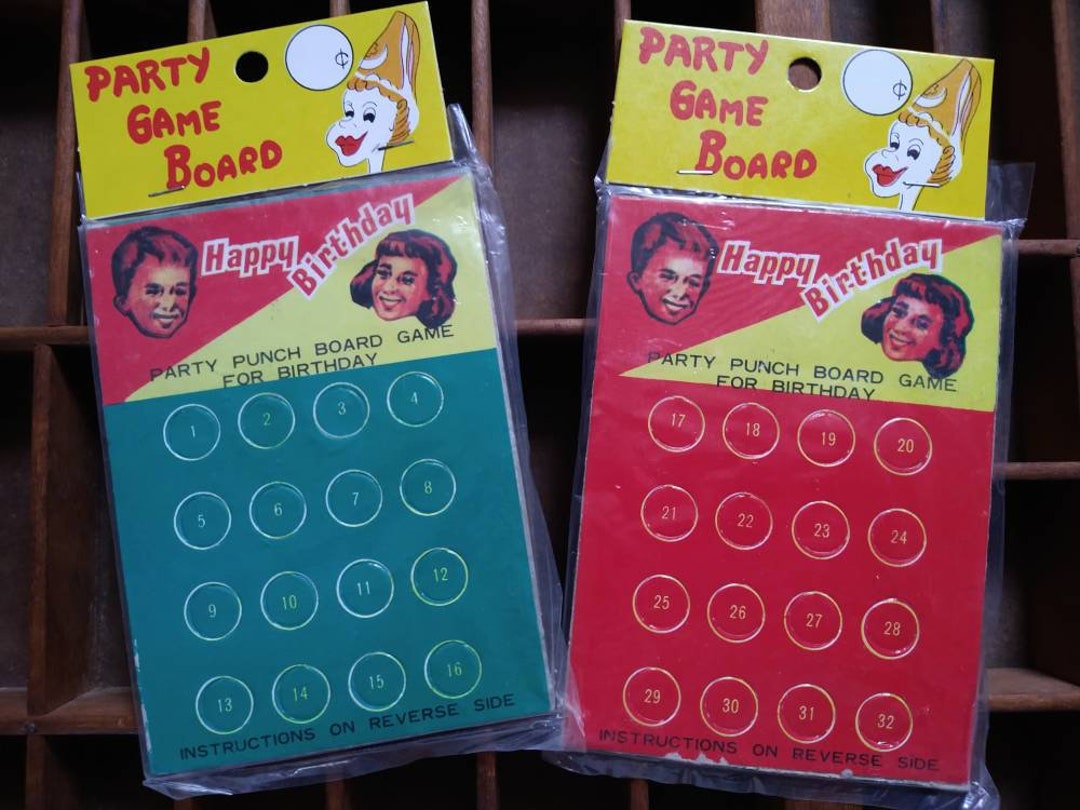 PARTY
GAME
BOARD
¢
Happy Birthday
PARTY PUNCH BOARD GAME
FOR BIRTHDAY
1 2 3 4
5 6 7 8
9 10 11 12
13 14 15 16
INSTRUCTIONS ON REVERSE SIDE
PARTY
GAME
BOARD
¢
Happy Birthday
PARTY PUNCH BOARD GAME
FOR BIRTHDAY
17 18 19 20
21 22 23 24
25 26 27 28
29 30 31 32
INSTRUCTIONS ON REVERSE SIDE